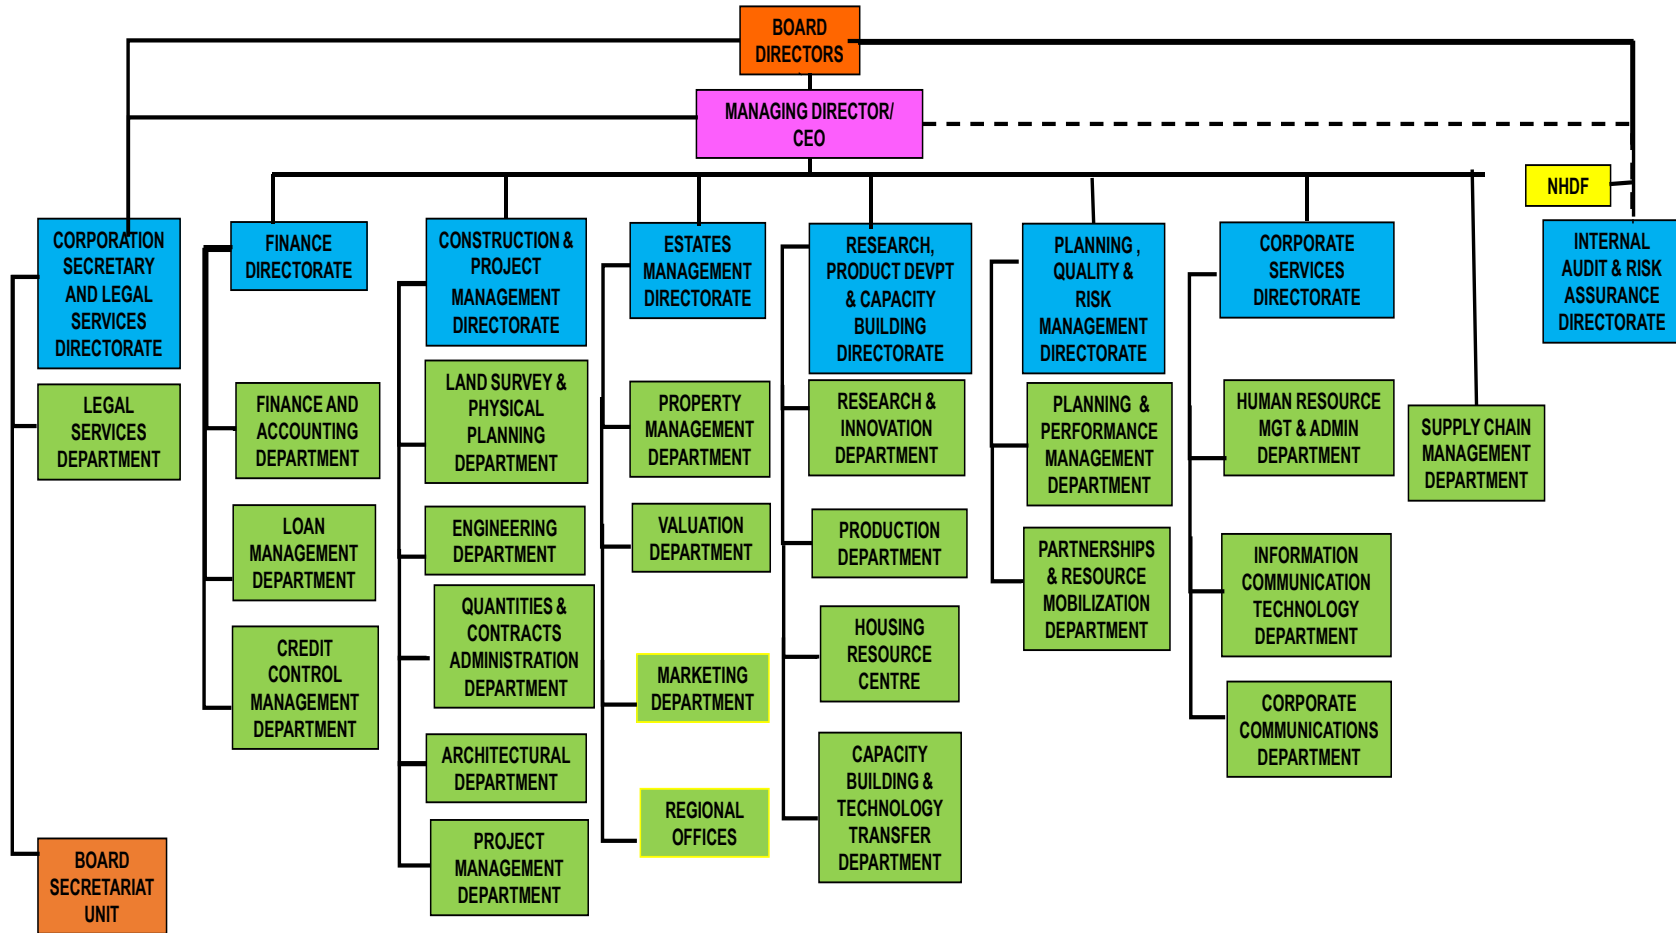 BOARD
DIRECTORS
MANAGING DIRECTOR/
CEO
NHDF
CORPORATION
SECRETARY
AND LEGAL
SERVICES
DIRECTORATE
FINANCE
DIRECTORATE
CONSTRUCTION &
PROJECT
MANAGEMENT
DIRECTORATE
ESTATES
MANAGEMENT
DIRECTORATE
RESEARCH,
PRODUCT DEVPT
& CAPACITY
BUILDING
DIRECTORATE
PLANNING ,
QUALITY &
RISK
MANAGEMENT
DIRECTORATE
CORPORATE
SERVICES
DIRECTORATE
INTERNAL
AUDIT & RISK
ASSURANCE
DIRECTORATE
LEGAL
SERVICES
DEPARTMENT
FINANCE AND
ACCOUNTING
DEPARTMENT
LAND SURVEY &
PHYSICAL
PLANNING
DEPARTMENT
PROPERTY
MANAGEMENT
DEPARTMENT
RESEARCH &
INNOVATION
DEPARTMENT
PLANNING &
PERFORMANCE
MANAGEMENT
DEPARTMENT
HUMAN RESOURCE
MGT & ADMIN
DEPARTMENT
SUPPLY CHAIN
MANAGEMENT
DEPARTMENT
LOAN
MANAGEMENT
DEPARTMENT
ENGINEERING
DEPARTMENT
VALUATION
DEPARTMENT
PRODUCTION
DEPARTMENT
PARTNERSHIPS
& RESOURCE
MOBILIZATION
DEPARTMENT
INFORMATION
COMMUNICATION
TECHNOLOGY
DEPARTMENT
CREDIT
CONTROL
MANAGEMENT
DEPARTMENT
QUANTITIES &
CONTRACTS
ADMINISTRATION
DEPARTMENT
MARKETING
DEPARTMENT
HOUSING
RESOURCE
CENTRE
CORPORATE
COMMUNICATIONS
DEPARTMENT
ARCHITECTURAL
DEPARTMENT
REGIONAL
OFFICES
CAPACITY
BUILDING &
TECHNOLOGY
TRANSFER
DEPARTMENT
PROJECT
MANAGEMENT
DEPARTMENT
BOARD
SECRETARIAT
UNIT